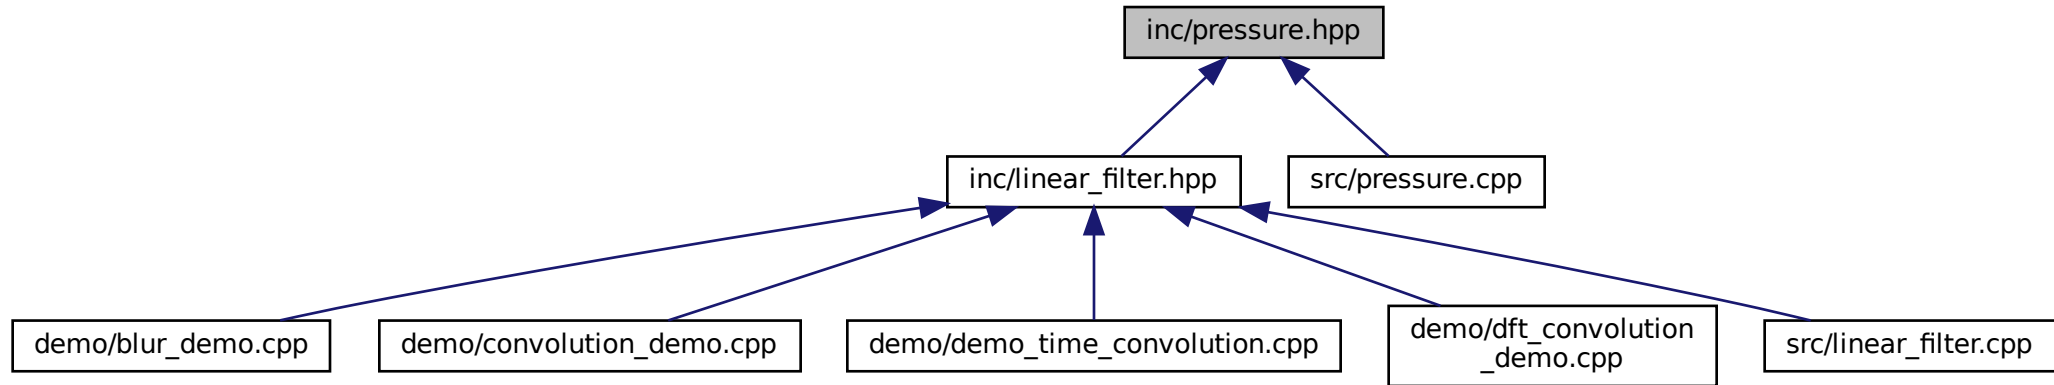 inc/pressure.hpp
inc/linear_filter.hpp
src/pressure.cpp
demo/blur_demo.cpp
demo/convolution_demo.cpp
demo/demo_time_convolution.cpp
demo/dft_convolution
_demo.cpp
src/linear_filter.cpp